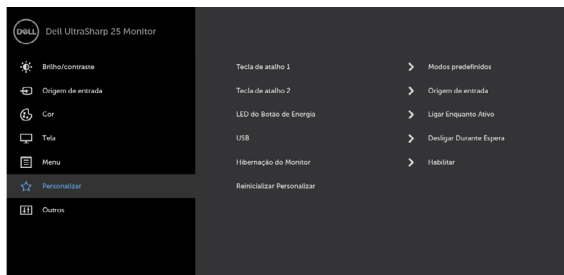 DELL Dell UltraSharp 25 Monitor
Brilho/contraste
Origem de entrada
Cor
Tela
Menu
Personalizar
Outros
Tecla de atalho 1 Modos predefinidos
Tecla de atalho 2 Origem de entrada
LED do Botão de Energia Ligar Enquanto Ativo
USB Desligar Durante Espera
Hibernação do Monitor Habilitar
Reinicializar Personalizar